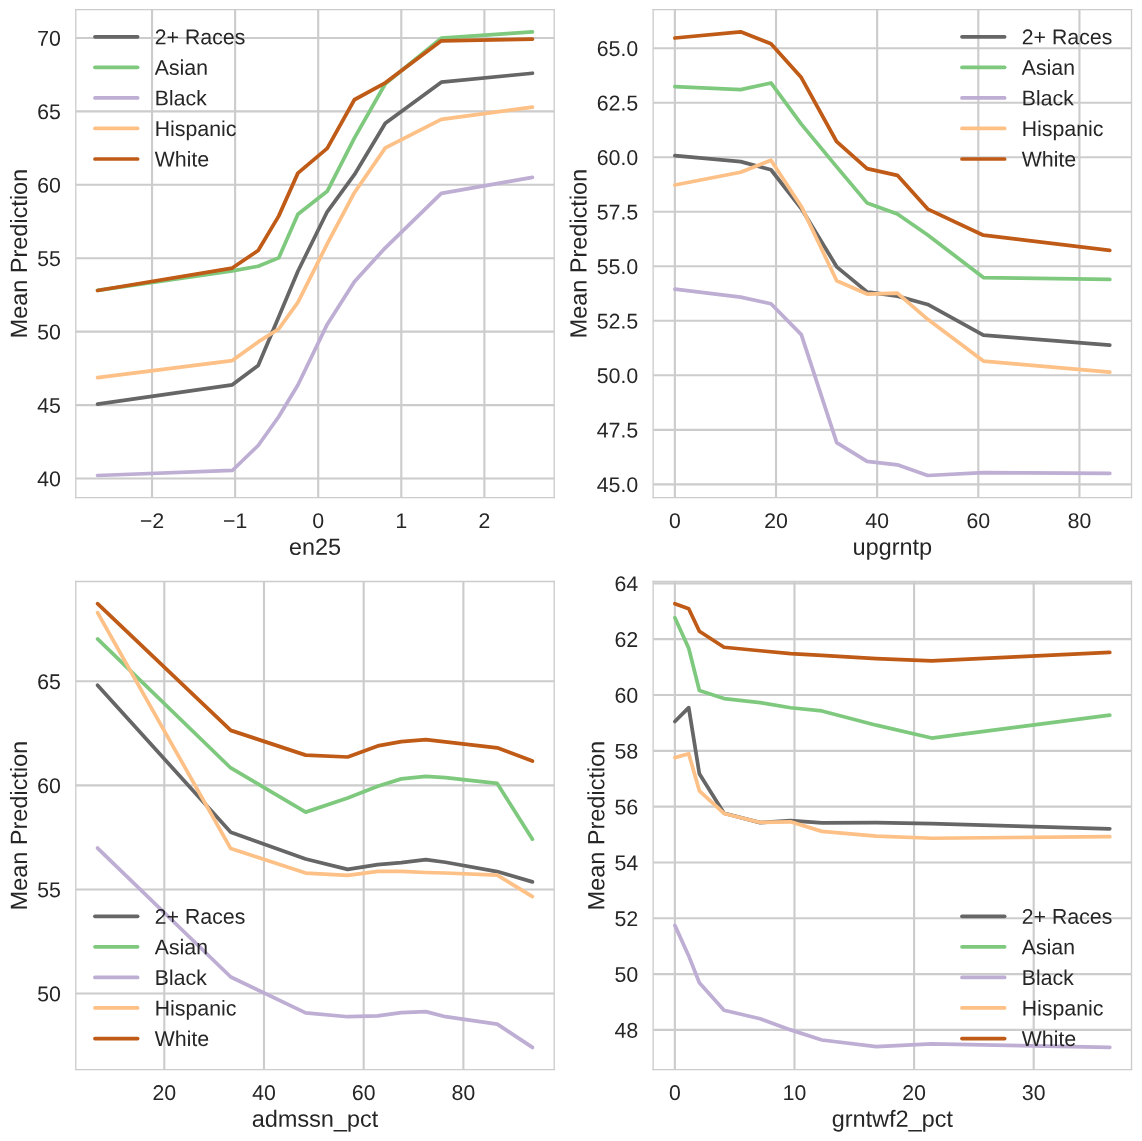 Mean Prediction
70
65
60
55
50
45
40
2+ Races
Asian
Black
Hispanic
White
−2
−1
0
1
2
en25
Mean Prediction
65.0
62.5
60.0
57.5
55.0
52.5
50.0
47.5
45.0
2+ Races
Asian
Black
Hispanic
White
0
20
40
60
80
upgrntp
Mean Prediction
65
60
55
50
2+ Races
Asian
Black
Hispanic
White
20
40
60
80
admssn_pct
Mean Prediction
64
62
60
58
56
54
52
50
48
2+ Races
Asian
Black
Hispanic
White
0
10
20
30
grntwf2_pct